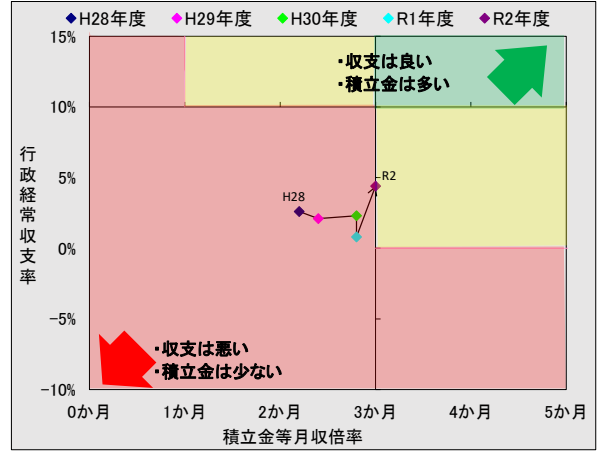 H28年度 H29年度 H30年度 R1年度 R2年度
15%
・収支は良い
・積立金は多い
10%
行政経常収支率
5%
R2
H28
0%
−5%
・収支は悪い
・積立金は少ない
−10%
0か月 1か月 2か月 3か月 4か月 5か月
積立金等月収倍率